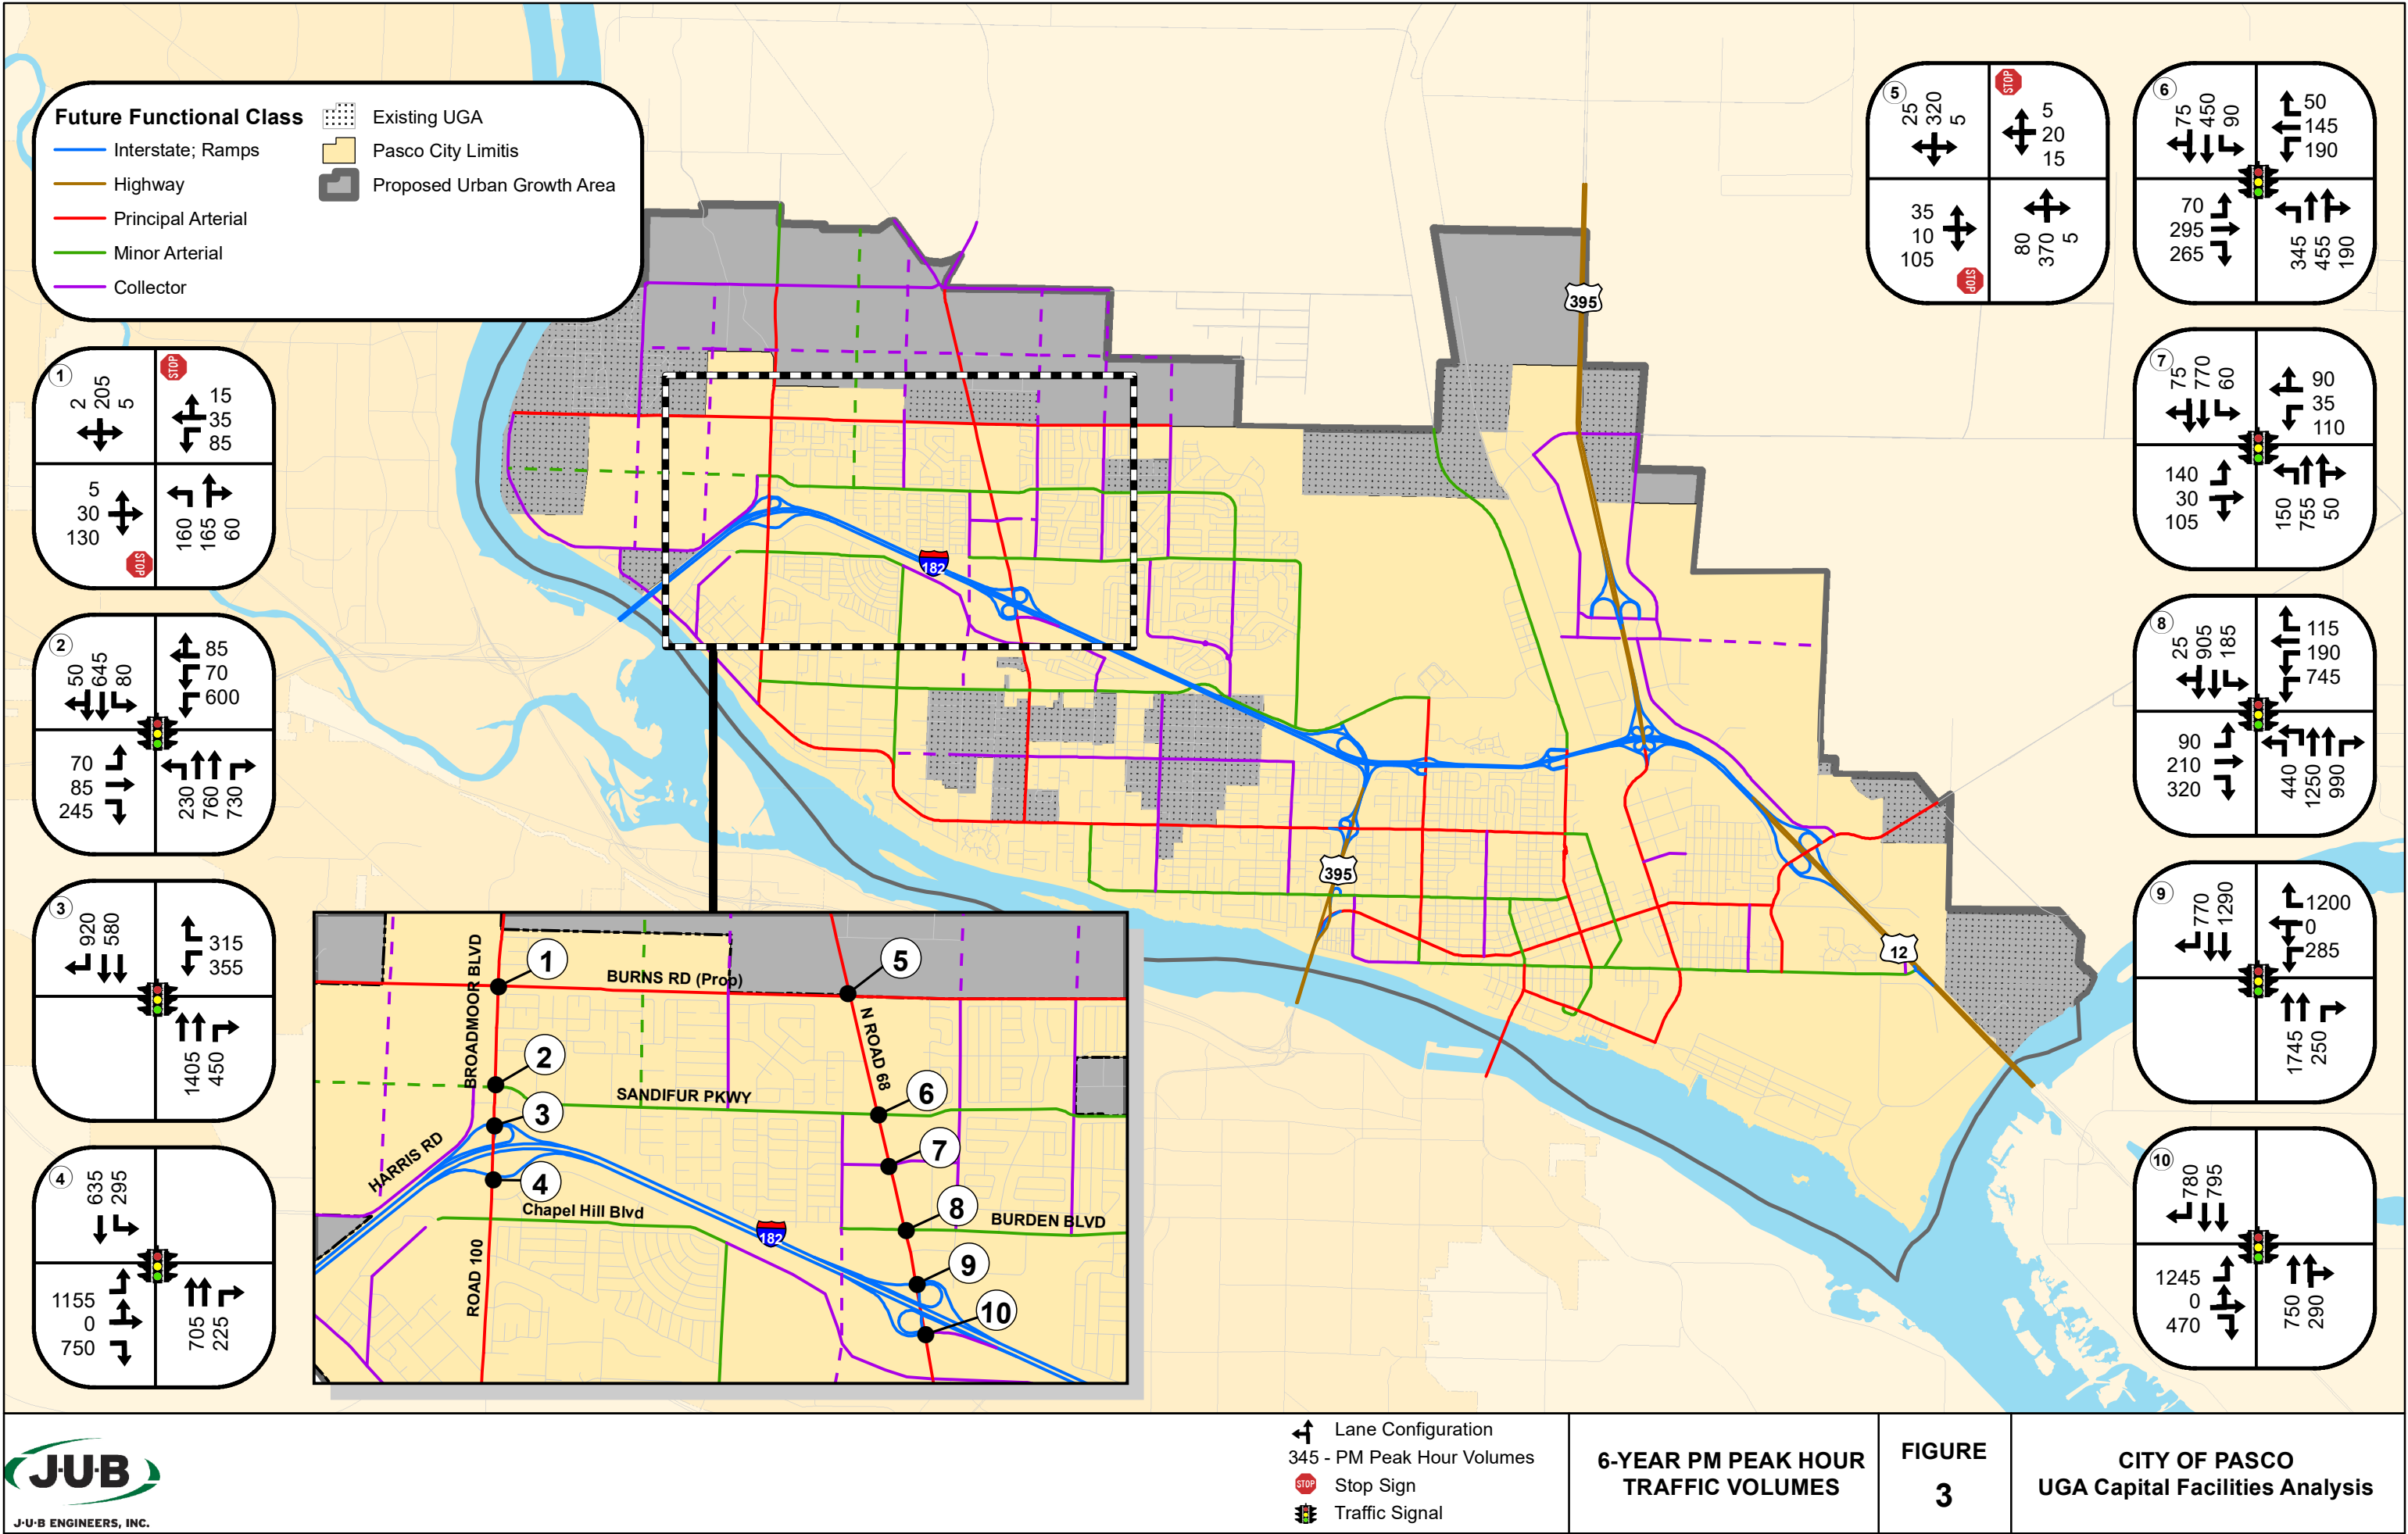 Future Functional Class
Interstate; Ramps
Highway
Principal Arterial
Minor Arterial
Collector
Existing UGA
Pasco City Limitis
Proposed Urban Growth Area
1
2 205 5
STOP
15
35
85
5
30
130
STOP
160 165 60
2
50 645 80
85
70
600
70
85
245
230 760 730
3
920 580
315
355
1405 450
4
635 295
1155
0
750
705 225
5
25 320 5
STOP
5
20
15
35
10
105
STOP
80 370 5
6
75 450 90
50
145
190
70
295
265
345 455 190
7
75 770 60
90
35
110
140
30
105
150 755 50
8
25 905 185
115
190
745
90
210
320
440 1250 990
9
770 1290
1200
0
285
1745 250
10
780 795
1245
0
470
750 290
395
182
395
12
BROADMOOR BLVD
1
BURNS RD (Prop)
5
N ROAD 68
2
SANDIFUR PKWY
6
3
7
HARRIS RD
4
Chapel Hill Blvd
8
BURDEN BLVD
182
ROAD 100
9
10
J·U·B
J·U·B ENGINEERS, INC.
Lane Configuration
345 - PM Peak Hour Volumes
STOP
Stop Sign
Traffic Signal
6-YEAR PM PEAK HOUR
TRAFFIC VOLUMES
FIGURE
3
CITY OF PASCO
UGA Capital Facilities Analysis